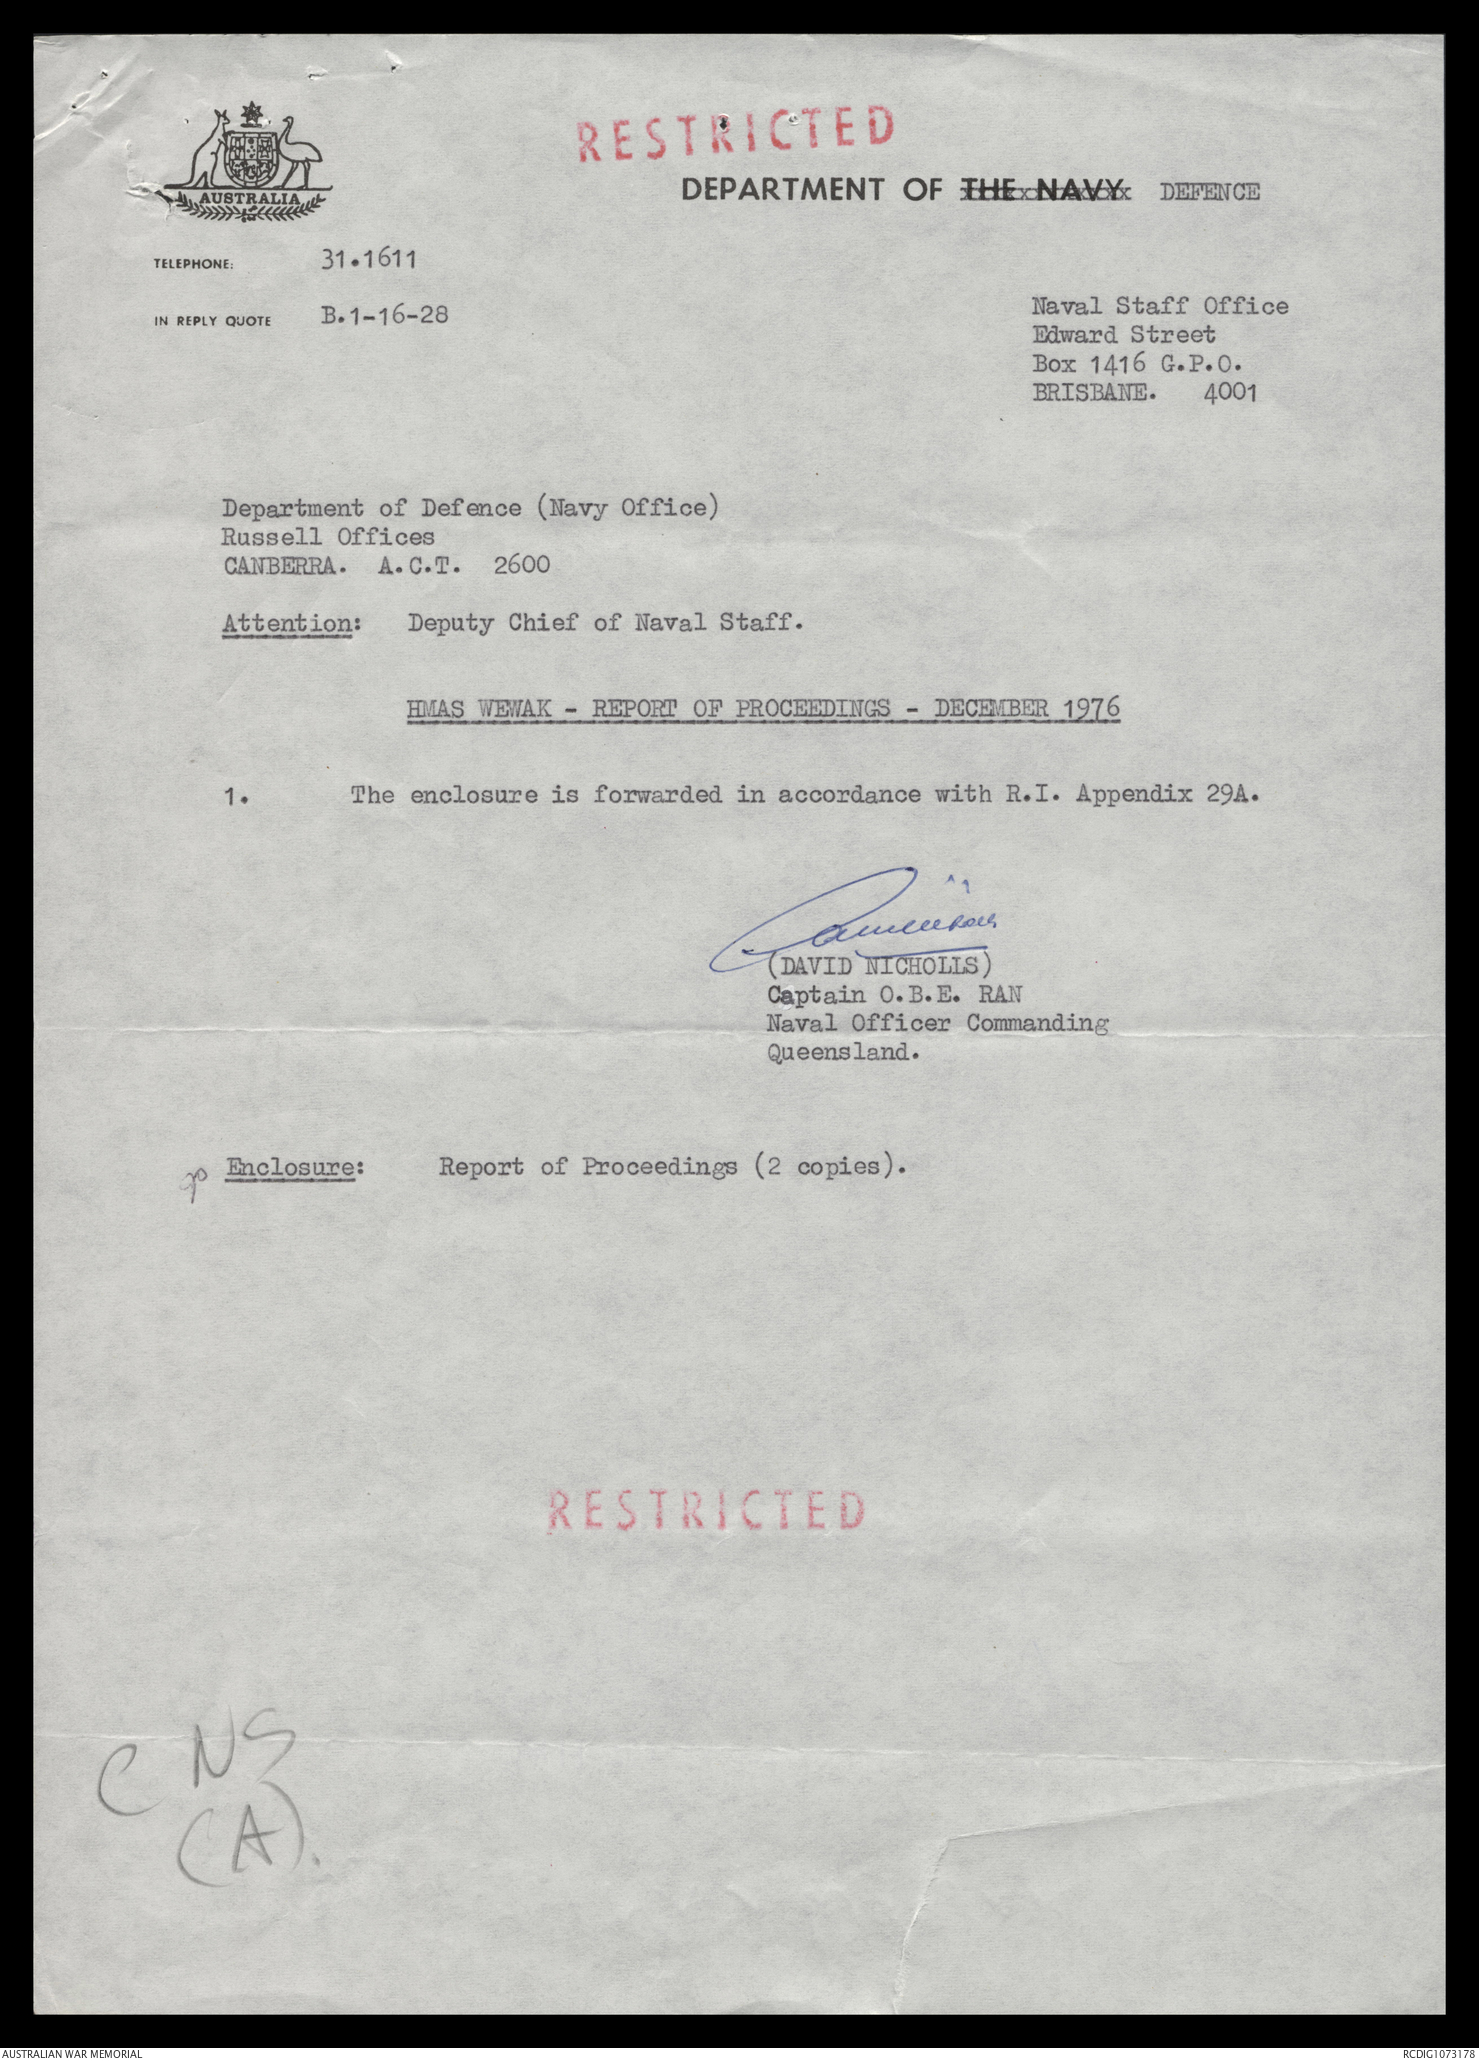 RESTRICTED
AUSTRALIA
DEPARTMENT OF THE NAVY DEFENCE
TELEPHONE: 31.1611
IN REPLY QUOTE B.1-16-28
Naval Staff Office
Edward Street
Box 1416 G.P.O.
BRISBANE. 4001
Department of Defence (Navy Office)
Russell Offices
CANBERRA. A.C.T. 2600
Attention: Deputy Chief of Naval Staff.
HMAS WEWAK - REPORT OF PROCEEDINGS - DECEMBER 1976
1. The enclosure is forwarded in accordance with R.I. Appendix 29A.
(DAVID NICHOLLS)
Captain O.B.E. RAN
Naval Officer Commanding
Queensland.
Enclosure: Report of Proceedings (2 copies).
RESTRICTED
CNS
(A).
AUSTRALIAN WAR MEMORIAL
RCDIG1073178